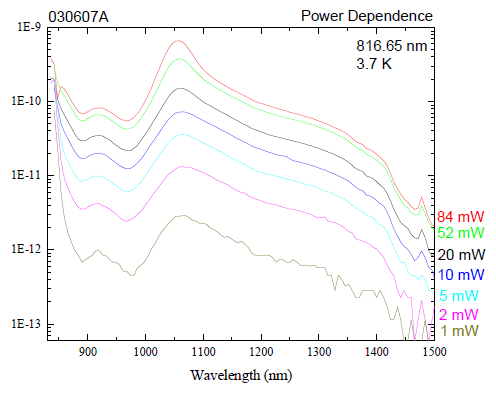 030607A
Power Dependence
1E-9
816.65 nm
3.7 K
1E-10
1E-11
84 mW
52 mW
1E-12
20 mW
10 mW
5 mW
2 mW
1E-13
1 mW
900 1000 1100 1200 1300 1400 1500
Wavelength (nm)